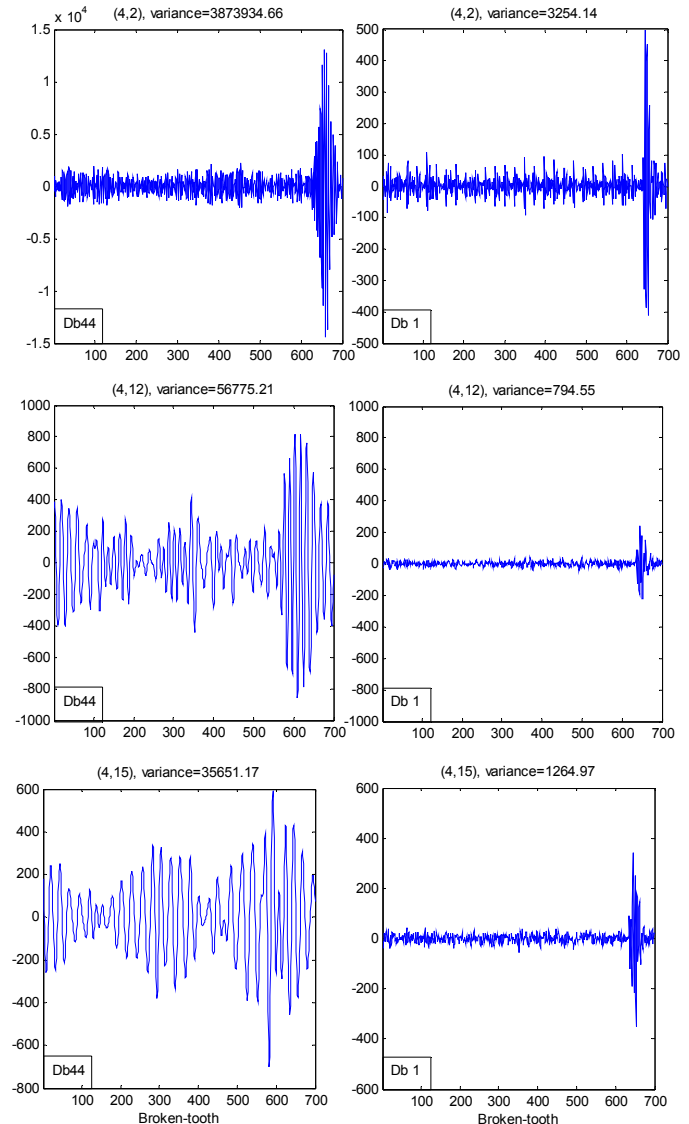 x 10⁴
(4,2), variance=3873934.66
1.5
1
0.5
0
-0.5
-1
-1.5
Db44
100 200 300 400 500 600 700
(4,2), variance=3254.14
500
400
300
200
100
0
-100
-200
-300
-400
-500
Db 1
100 200 300 400 500 600 700
(4,12), variance=56775.21
1000
800
600
400
200
0
-200
-400
-600
-800
-1000
Db44
100 200 300 400 500 600 700
(4,12), variance=794.55
1000
800
600
400
200
0
-200
-400
-600
-800
-1000
Db 1
100 200 300 400 500 600 700
(4,15), variance=35651.17
600
400
200
0
-200
-400
-600
-800
Db44
100 200 300 400 500 600 700
Broken-tooth
(4,15), variance=1264.97
600
400
200
0
-200
-400
-600
Db 1
100 200 300 400 500 600 700
Broken-tooth